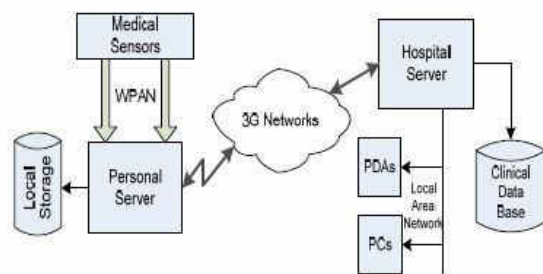 Medical
Sensors
WPAN
Local
Storage
Personal
Server
3G Networks
Hospital
Server
PDAs
Local
Area
Network
PCs
Clinical
Data
Base